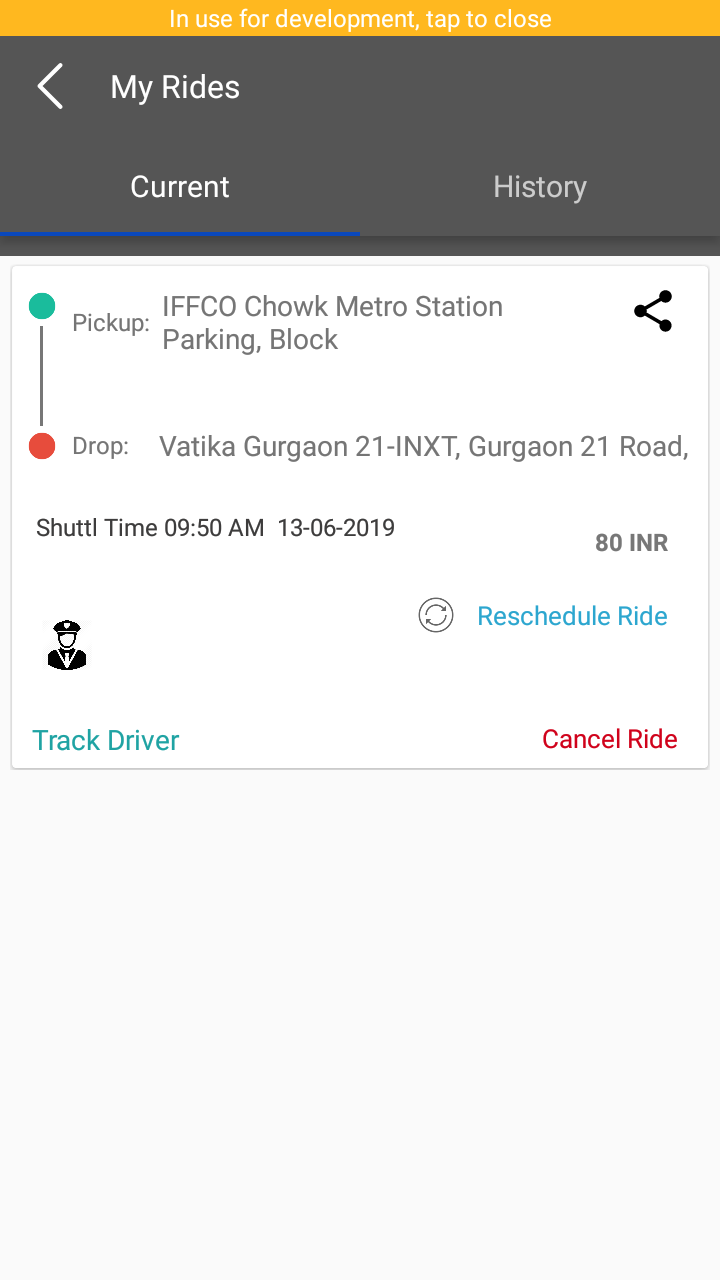 In use for development, tap to close
My Rides
Current
History
Pickup:
IFFCO Chowk Metro Station
Parking, Block
Drop:
Vatika Gurgaon 21-INXT, Gurgaon 21 Road,
Shuttl Time 09:50 AM  13-06-2019
80 INR
Reschedule Ride
Track Driver
Cancel Ride